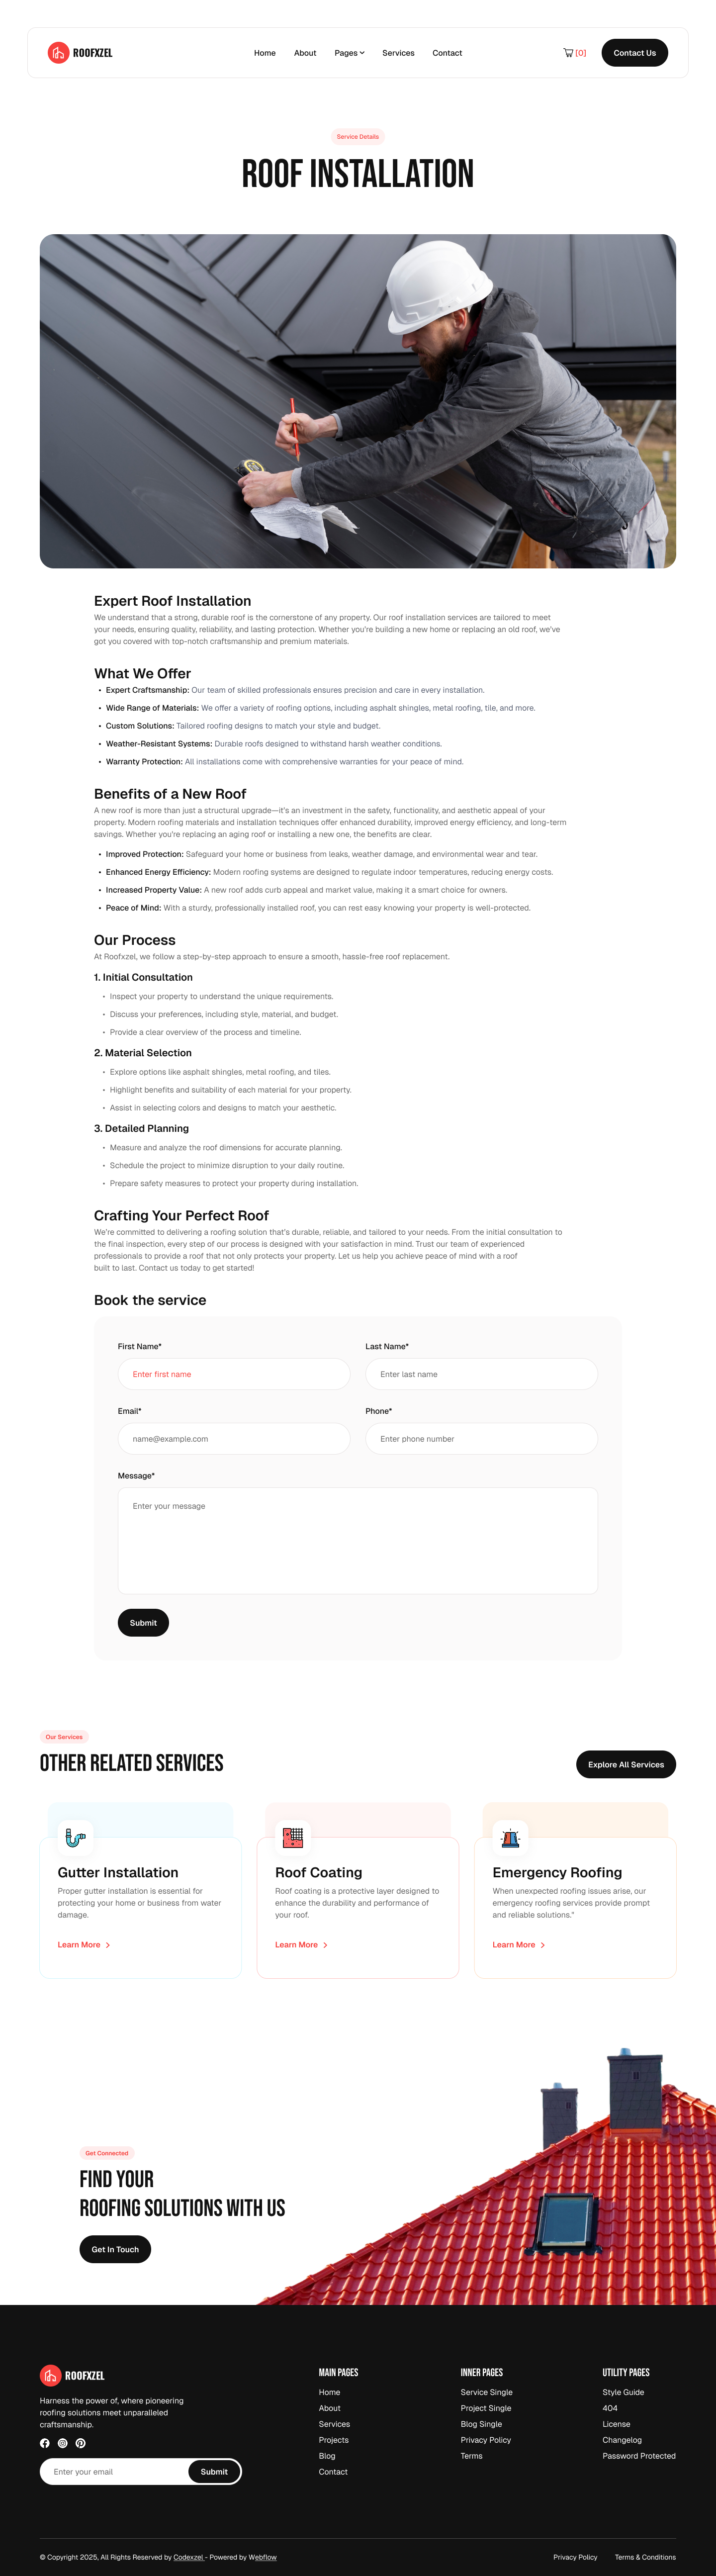 ROOFXZEL
Home About Pages Services Contact
[0] Contact Us
Service Details
ROOF INSTALLATION
Expert Roof Installation
We understand that a strong, durable roof is the cornerstone of any property. Our roof installation services are tailored to meet
your needs, ensuring quality, reliability, and lasting protection. Whether you're building a new home or replacing an old roof, we've
got you covered with top-notch craftsmanship and premium materials.
What We Offer
• Expert Craftsmanship: Our team of skilled professionals ensures precision and care in every installation.
• Wide Range of Materials: We offer a variety of roofing options, including asphalt shingles, metal roofing, tile, and more.
• Custom Solutions: Tailored roofing designs to match your style and budget.
• Weather-Resistant Systems: Durable roofs designed to withstand harsh weather conditions.
• Warranty Protection: All installations come with comprehensive warranties for your peace of mind.
Benefits of a New Roof
A new roof is more than just a structural upgrade—it's an investment in the safety, functionality, and aesthetic appeal of your
property. Modern roofing materials and installation techniques offer enhanced durability, improved energy efficiency, and long-term
savings. Whether you're replacing an aging roof or installing a new one, the benefits are clear.
• Improved Protection: Safeguard your home or business from leaks, weather damage, and environmental wear and tear.
• Enhanced Energy Efficiency: Modern roofing systems are designed to regulate indoor temperatures, reducing energy costs.
• Increased Property Value: A new roof adds curb appeal and market value, making it a smart choice for owners.
• Peace of Mind: With a sturdy, professionally installed roof, you can rest easy knowing your property is well-protected.
Our Process
At Roofxzel, we follow a step-by-step approach to ensure a smooth, hassle-free roof replacement.
1. Initial Consultation
• Inspect your property to understand the unique requirements.
• Discuss your preferences, including style, material, and budget.
• Provide a clear overview of the process and timeline.
2. Material Selection
• Explore options like asphalt shingles, metal roofing, and tiles.
• Highlight benefits and suitability of each material for your property.
• Assist in selecting colors and designs to match your aesthetic.
3. Detailed Planning
• Measure and analyze the roof dimensions for accurate planning.
• Schedule the project to minimize disruption to your daily routine.
• Prepare safety measures to protect your property during installation.
Crafting Your Perfect Roof
We're committed to delivering a roofing solution that's durable, reliable, and tailored to your needs. From the initial consultation to
the final inspection, every step of our process is designed with your satisfaction in mind. Trust our team of experienced
professionals to provide a roof that not only protects your property. Let us help you achieve peace of mind with a roof
built to last. Contact us today to get started!
Book the service
First Name* Last Name*
Enter first name Enter last name
Email* Phone*
name@example.com Enter phone number
Message*
Enter your message
Submit
Our Services
OTHER RELATED SERVICES
Explore All Services
Gutter Installation
Proper gutter installation is essential for
protecting your home or business from water
damage.
Learn More
Roof Coating
Roof coating is a protective layer designed to
enhance the durability and performance of
your roof.
Learn More
Emergency Roofing
When unexpected roofing issues arise, our
emergency roofing services provide prompt
and reliable solutions."
Learn More
Get Connected
FIND YOUR
ROOFING SOLUTIONS WITH US
Get In Touch
ROOFXZEL
Harness the power of, where pioneering
roofing solutions meet unparalleled
craftsmanship.
Enter your email Submit
MAIN PAGES
Home
About
Services
Projects
Blog
Contact
INNER PAGES
Service Single
Project Single
Blog Single
Privacy Policy
Terms
UTILITY PAGES
Style Guide
404
License
Changelog
Password Protected
© Copyright 2025, All Rights Reserved by Codexzel - Powered by Webflow
Privacy Policy Terms & Conditions